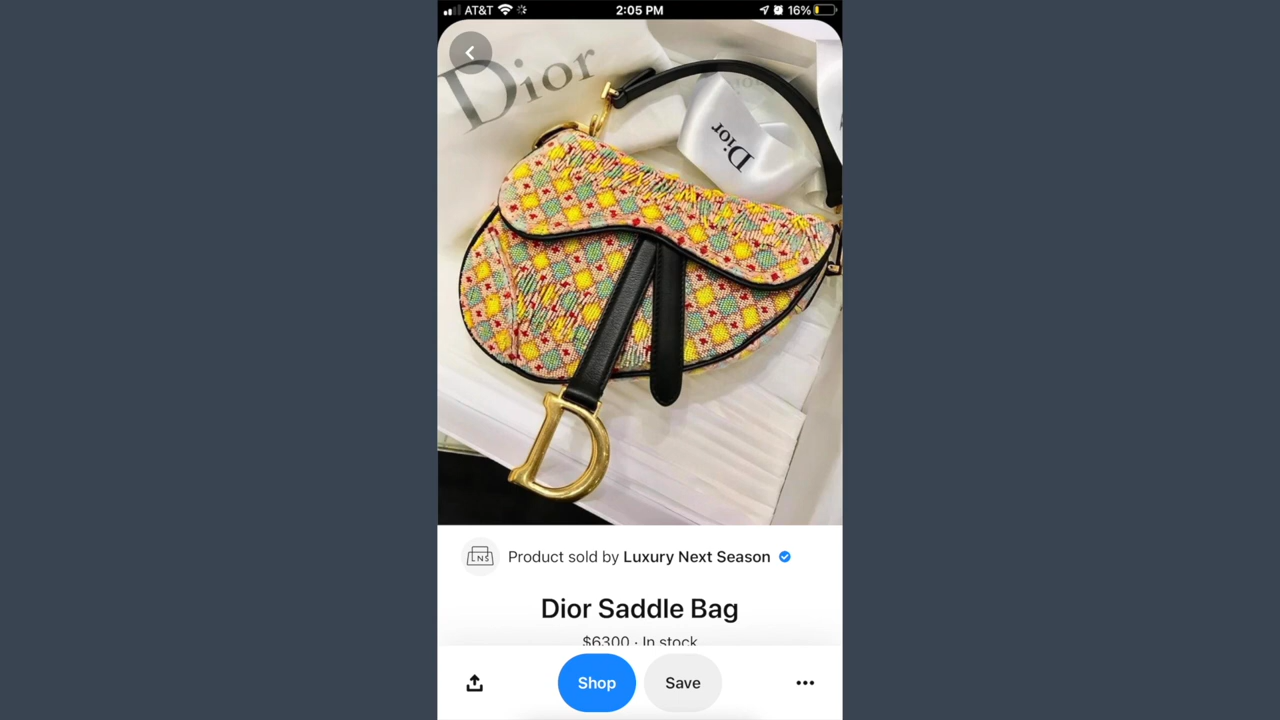 AT&T
2:05 PM
16%
Dior
Dior
LNS
Product sold by Luxury Next Season
Dior Saddle Bag
$6300 · In stock
Shop
Save